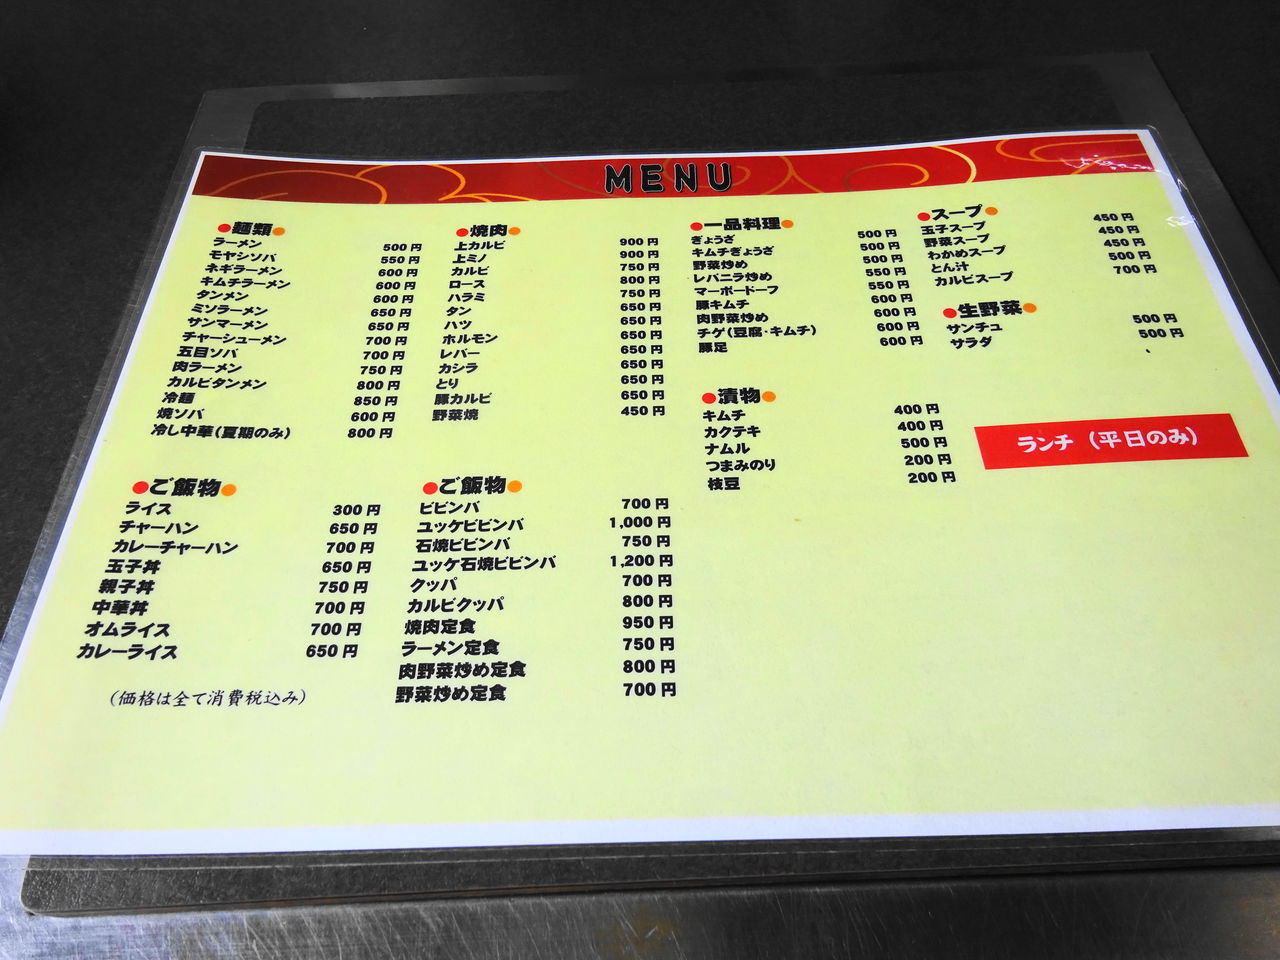 MENU
●麺類●
ラーメン 500円
モヤシソバ 550円
ネギラーメン 600円
キムチラーメン 600円
タンメン 600円
ミソラーメン 650円
サンマーメン 650円
チャーシューメン 700円
五目ソバ 700円
肉ラーメン 750円
カルビタンメン 800円
冷麺 850円
焼ソバ 600円
冷し中華(夏期のみ) 800円
●ご飯物●
ライス 300円
チャーハン 650円
カレーチャーハン 700円
玉子丼 650円
親子丼 750円
中華丼 700円
オムライス 700円
カレーライス 650円
(価格は全て消費税込み)
●焼肉●
上カルビ 900円
上ミノ 900円
カルビ 750円
ロース 800円
ハラミ 750円
タン 650円
ハツ 650円
ホルモン 650円
レバー 650円
カシラ 650円
とり 650円
豚カルビ 650円
野菜焼 450円
●ご飯物●
ビビンバ 700円
ユッケビビンバ 1,000円
石焼ビビンバ 750円
ユッケ石焼ビビンバ 1,200円
クッパ 700円
カルビクッパ 800円
焼肉定食 950円
ラーメン定食 750円
肉野菜炒め定食 800円
野菜炒め定食 700円
●一品料理●
ぎょうざ 500円
キムチぎょうざ 500円
野菜炒め 500円
レバニラ炒め 550円
マーボードーフ 550円
豚キムチ 600円
肉野菜炒め 600円
チゲ(豆腐・キムチ) 600円
豚足 600円
●漬物●
キムチ 400円
カクテキ 400円
ナムル 500円
つまみのり 200円
枝豆 200円
●スープ●
玉子スープ 450円
野菜スープ 450円
わかめスープ 450円
とん汁 500円
カルビスープ 700円
●生野菜●
サンチュ 500円
サラダ 500円
ランチ(平日のみ)